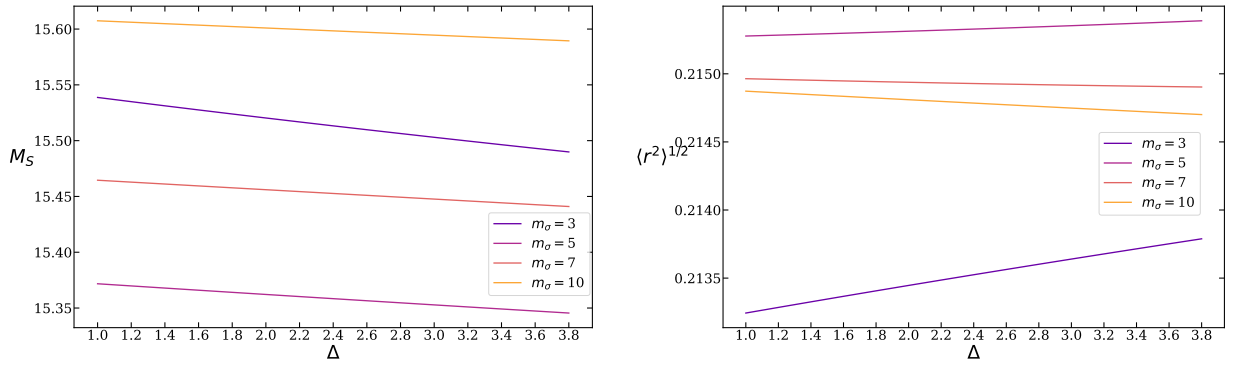 15.60
15.55
15.50
15.45
15.40
15.35
M_S
1.0 1.2 1.4 1.6 1.8 2.0 2.2 2.4 2.6 2.8 3.0 3.2 3.4 3.6 3.8
Δ
m_σ = 3
m_σ = 5
m_σ = 7
m_σ = 10
0.2150
0.2145
0.2140
0.2135
⟨r²⟩^{1/2}
1.0 1.2 1.4 1.6 1.8 2.0 2.2 2.4 2.6 2.8 3.0 3.2 3.4 3.6 3.8
Δ
m_σ = 3
m_σ = 5
m_σ = 7
m_σ = 10